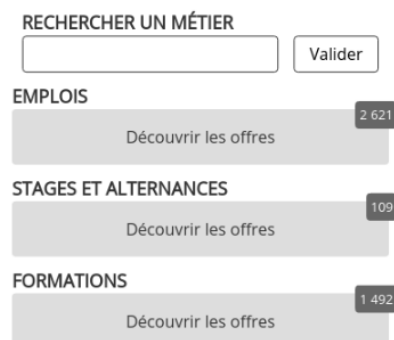 RECHERCHER UN MÉTIER
Valider
EMPLOIS
2 621
Découvrir les offres
STAGES ET ALTERNANCES
109
Découvrir les offres
FORMATIONS
1 492
Découvrir les offres